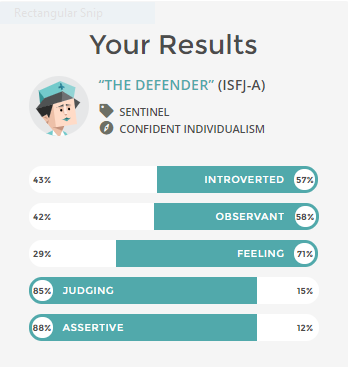 Rectangular Snip
Your Results
“THE DEFENDER” (ISFJ-A)
SENTINEL
CONFIDENT INDIVIDUALISM
43% INTROVERTED 57%
42% OBSERVANT 58%
29% FEELING 71%
85% JUDGING 15%
88% ASSERTIVE 12%